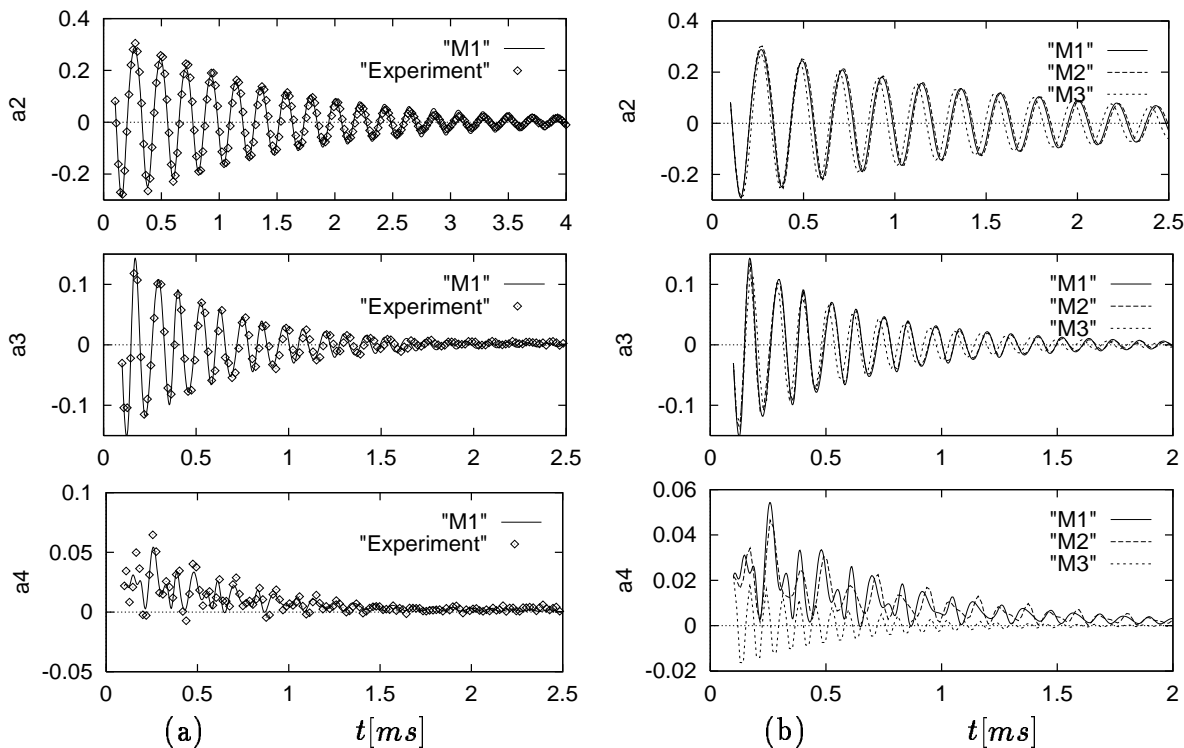 0.4
0.2
0
-0.2
a2
"M1"
"Experiment"
0 0.5 1 1.5 2 2.5 3 3.5 4
0.4
0.2
0
-0.2
a2
"M1"
"M2"
"M3"
0 0.5 1 1.5 2 2.5
0.1
0
-0.1
a3
"M1"
"Experiment"
0 0.5 1 1.5 2 2.5
0.1
0
-0.1
a3
"M1"
"M2"
"M3"
0 0.5 1 1.5 2
0.1
0.05
0
-0.05
a4
"M1"
"Experiment"
0 0.5 1 1.5 2 2.5
0.06
0.04
0.02
0
-0.02
a4
"M1"
"M2"
"M3"
0 0.5 1 1.5 2
(a) t[ms]
(b) t[ms]